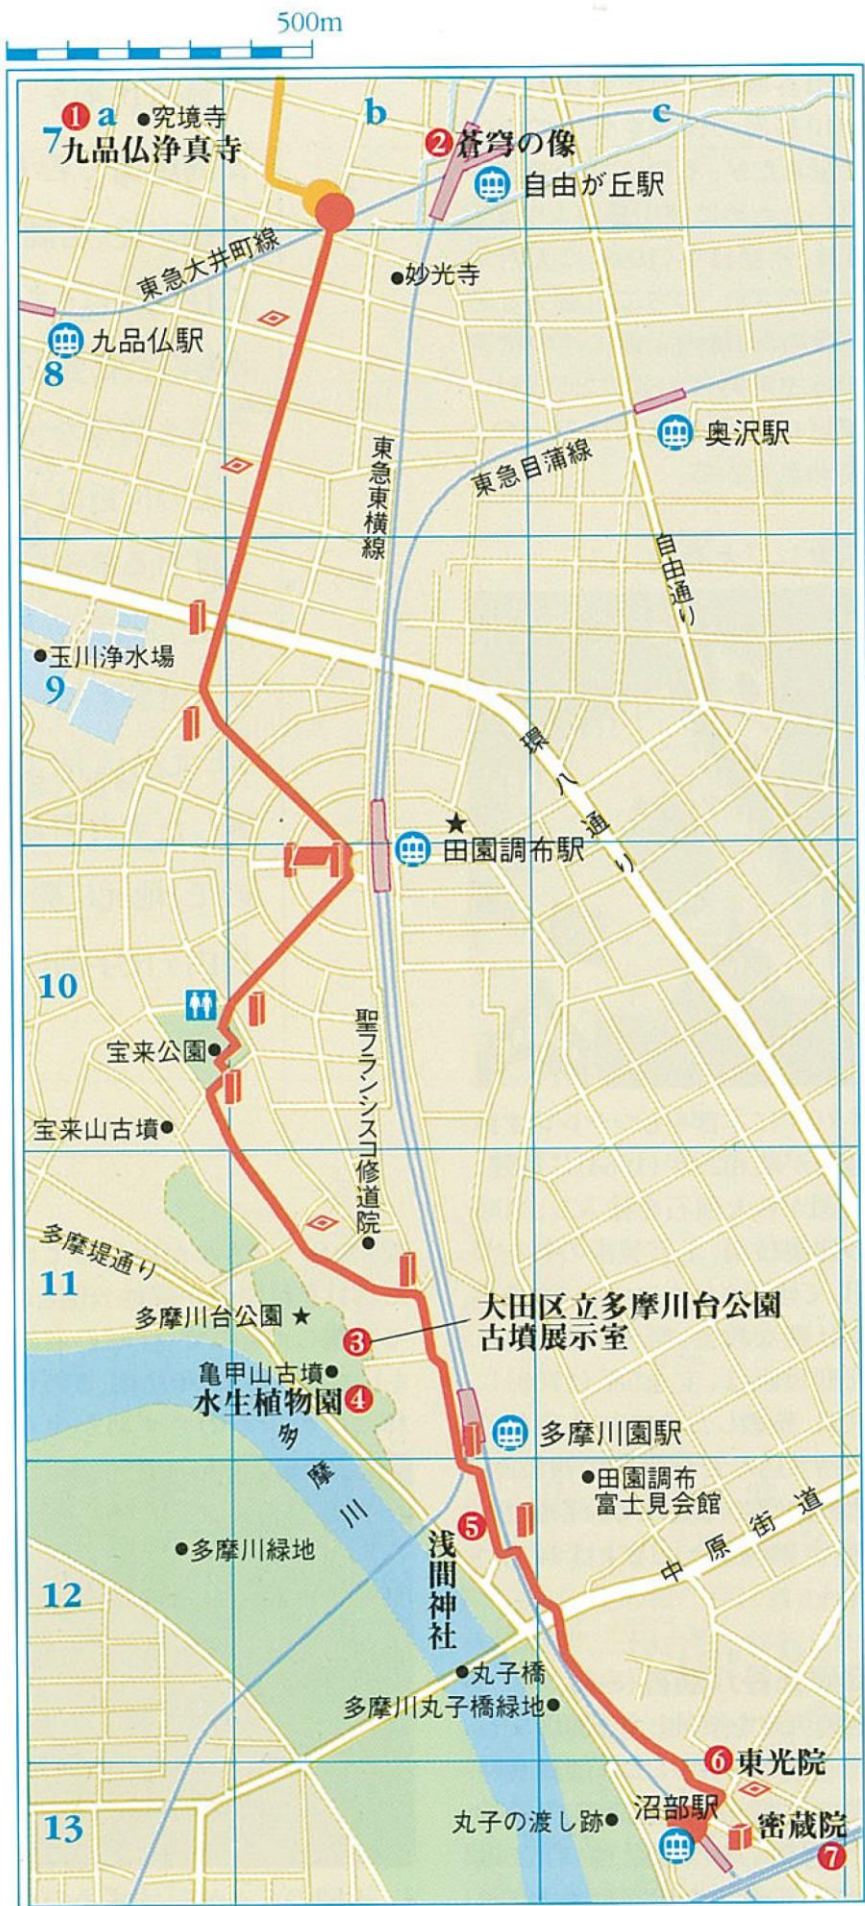 500m
❶ a ●究境寺
b
c
7
九品仏浄真寺
❷蒼穹の像
自由が丘駅
東急大井町線
●妙光寺
九品仏駅
8
奥沢駅
東急東横線
東急目蒲線
自由通り
●玉川浄水場
9
環八通り
★
田園調布駅
10
宝来公園●
聖フランシスコ修道院●
宝来山古墳●
多摩堤通り
11
大田区立多摩川台公園
古墳展示室
多摩川台公園★
❸
亀甲山古墳●
水生植物園❹
多摩川園駅
多摩川
●田園調布
富士見会館
❺
浅間神社
中原街道
●多摩川緑地
12
●丸子橋
多摩川丸子橋緑地●
❻東光院
13
丸子の渡し跡●
沼部駅
密蔵院
❼